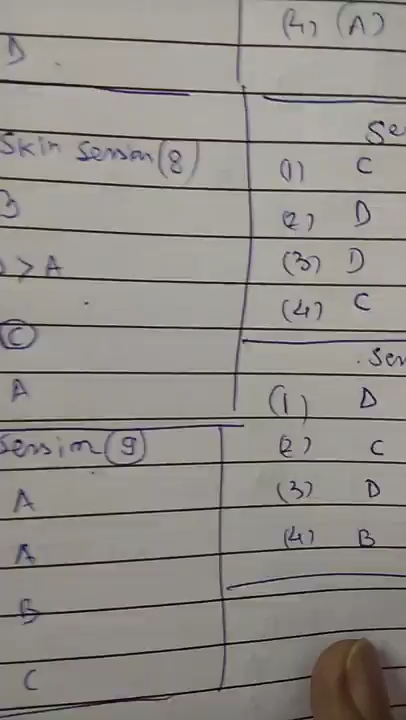 D
Skin Session (8)
B
> A
(C)
A
Session (9)
A
A
B
C
(4) (A)
(1) C
(2) D
(3) D
(4) C
(1) D
(2) C
(3) D
(4) B